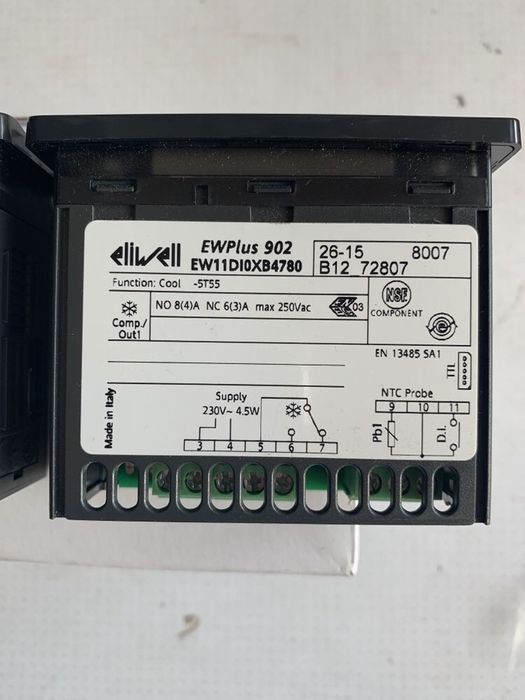 eliwell
EWPlus 902
EW11DI0XB4780
26-15 8007
B12 72807
Function: Cool -5T55
Comp./
Out1
NO 8(4)A NC 6(3)A max 250Vac
03
NSF
COMPONENT
EN 13485 SA1
TTL
Made in Italy
Supply
230V~ 4.5W
3 4 5 6 7
NTC Probe
9 10 11
Pb1
D.I.